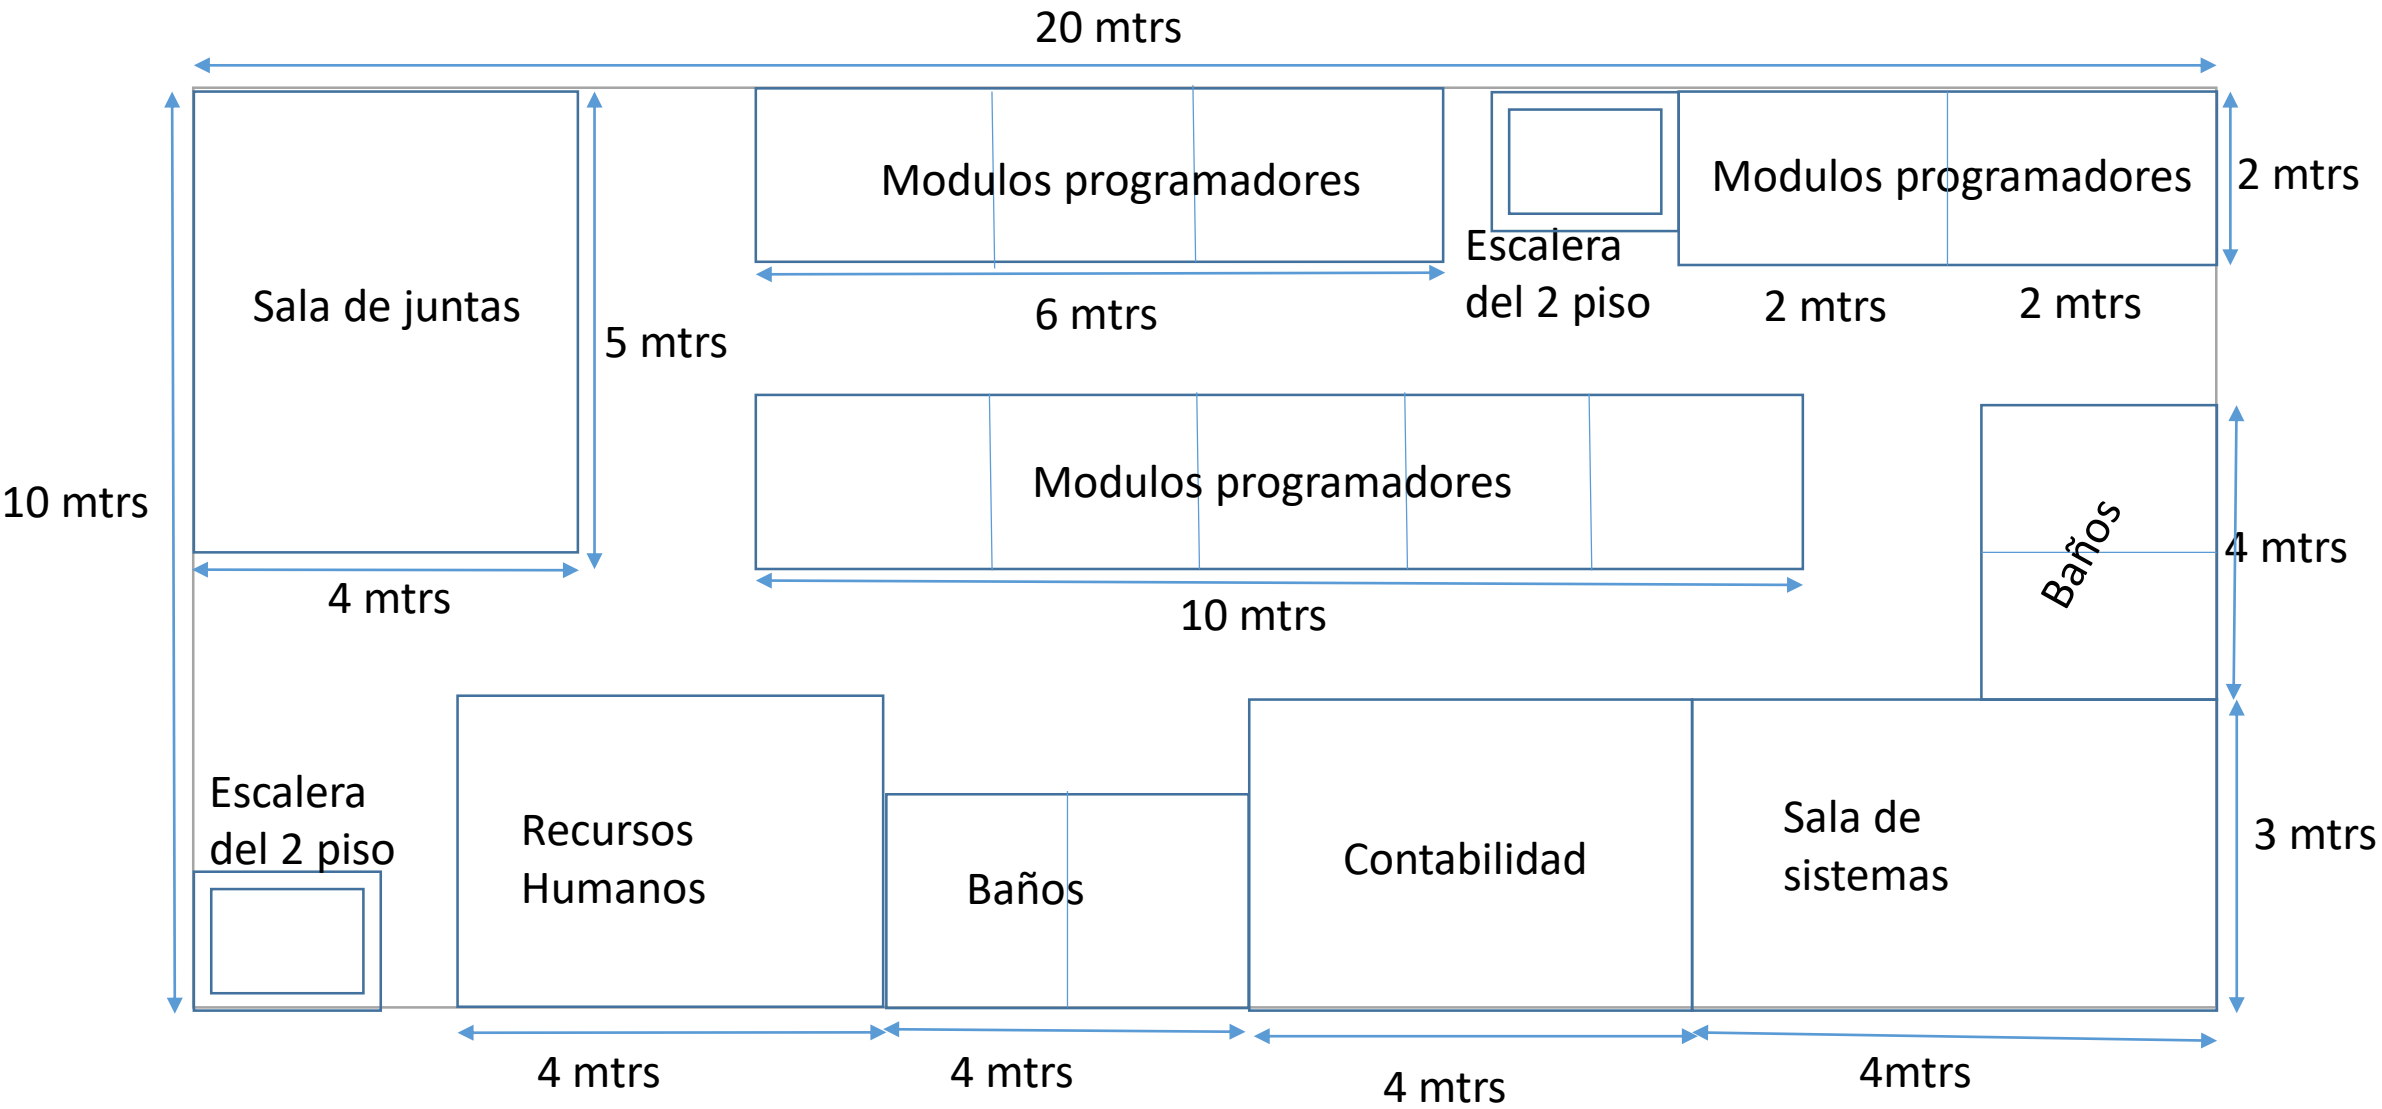 20 mtrs
Modulos programadores
Modulos programadores
2 mtrs
Escalera
del 2 piso
Sala de juntas
6 mtrs
2 mtrs
2 mtrs
5 mtrs
Modulos programadores
10 mtrs
Baños
4 mtrs
4 mtrs
10 mtrs
Escalera
del 2 piso
Recursos
Humanos
Baños
Contabilidad
Sala de
sistemas
3 mtrs
4 mtrs
4 mtrs
4 mtrs
4mtrs